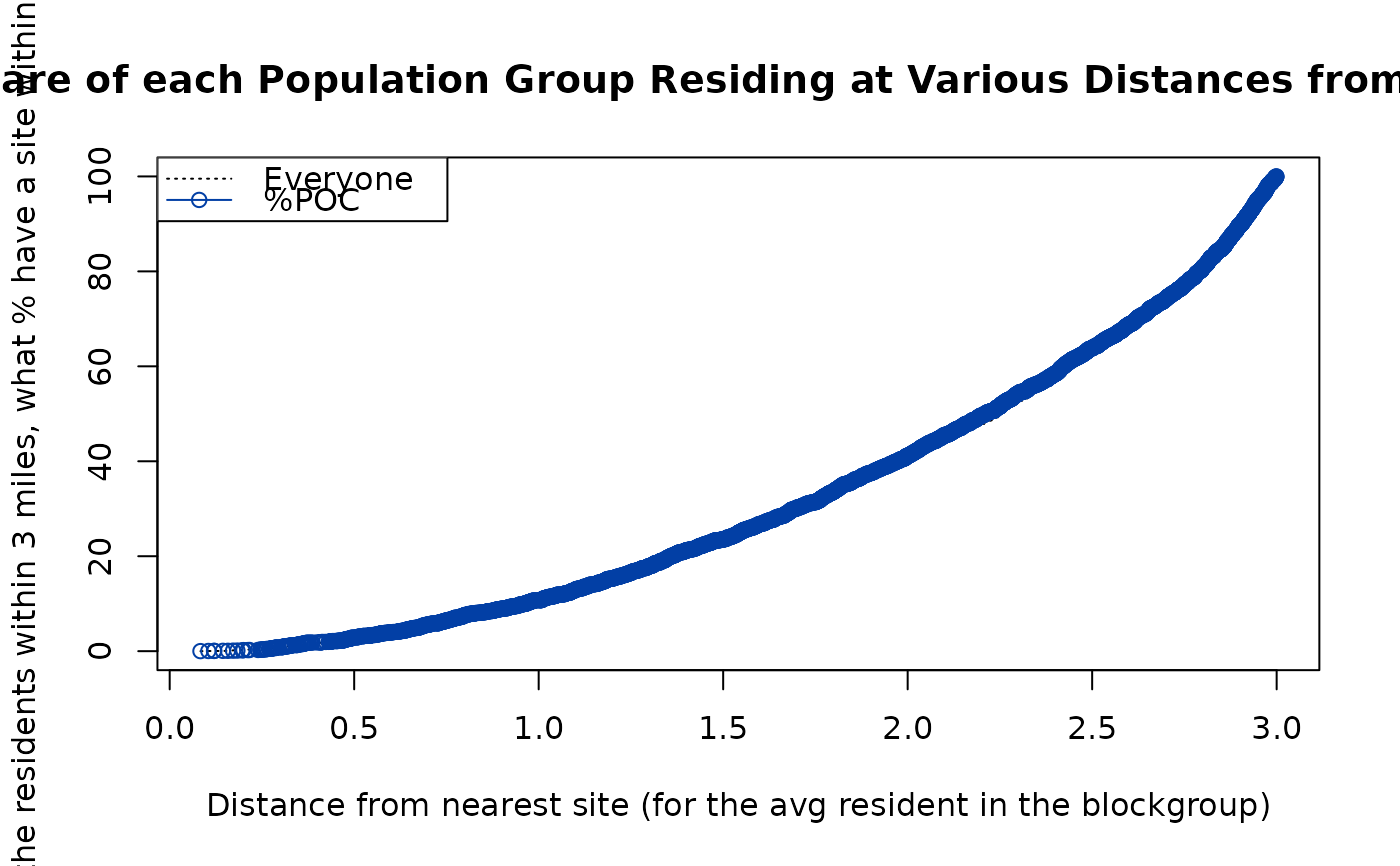 are of each Population Group Residing at Various Distances from
he residents within 3 miles, what % have a site within
Everyone
%POC
100
80
60
40
20
0
0.0 0.5 1.0 1.5 2.0 2.5 3.0
Distance from nearest site (for the avg resident in the blockgroup)